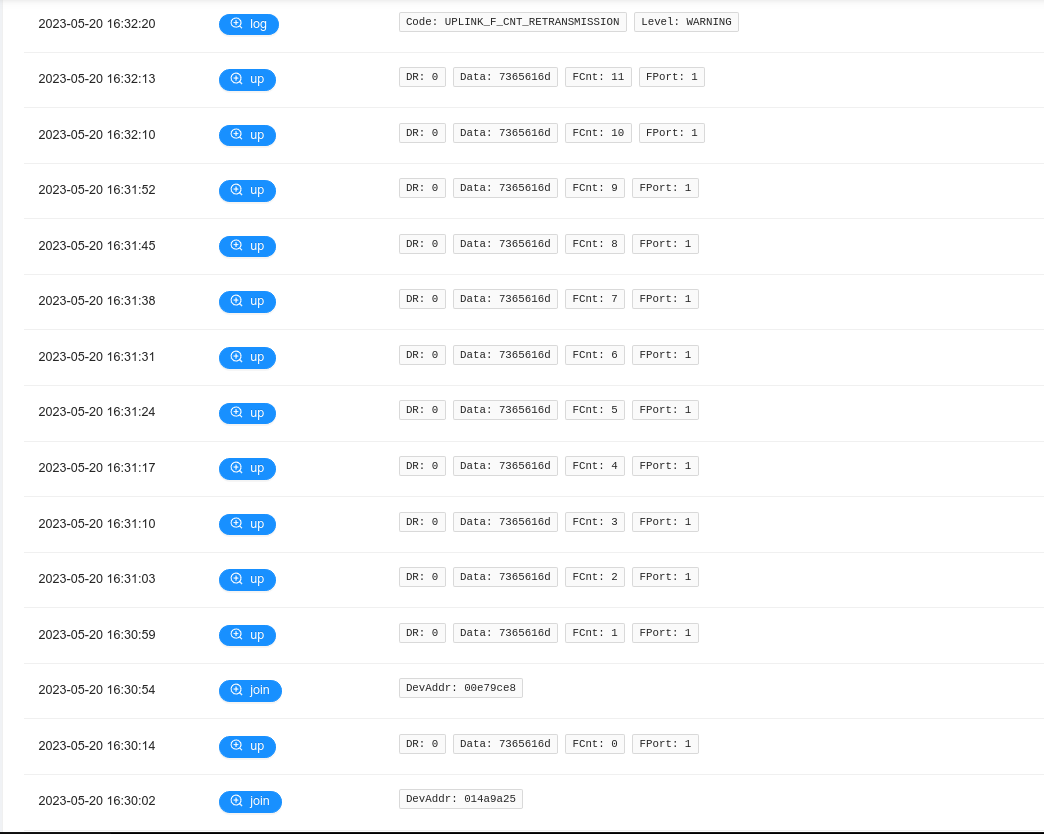 2023-05-20 16:32:20 log Code: UPLINK_F_CNT_RETRANSMISSION Level: WARNING
2023-05-20 16:32:13 up DR: 0 Data: 7365616d FCnt: 11 FPort: 1
2023-05-20 16:32:10 up DR: 0 Data: 7365616d FCnt: 10 FPort: 1
2023-05-20 16:31:52 up DR: 0 Data: 7365616d FCnt: 9 FPort: 1
2023-05-20 16:31:45 up DR: 0 Data: 7365616d FCnt: 8 FPort: 1
2023-05-20 16:31:38 up DR: 0 Data: 7365616d FCnt: 7 FPort: 1
2023-05-20 16:31:31 up DR: 0 Data: 7365616d FCnt: 6 FPort: 1
2023-05-20 16:31:24 up DR: 0 Data: 7365616d FCnt: 5 FPort: 1
2023-05-20 16:31:17 up DR: 0 Data: 7365616d FCnt: 4 FPort: 1
2023-05-20 16:31:10 up DR: 0 Data: 7365616d FCnt: 3 FPort: 1
2023-05-20 16:31:03 up DR: 0 Data: 7365616d FCnt: 2 FPort: 1
2023-05-20 16:30:59 up DR: 0 Data: 7365616d FCnt: 1 FPort: 1
2023-05-20 16:30:54 join DevAddr: 00e79ce8
2023-05-20 16:30:14 up DR: 0 Data: 7365616d FCnt: 0 FPort: 1
2023-05-20 16:30:02 join DevAddr: 014a9a25